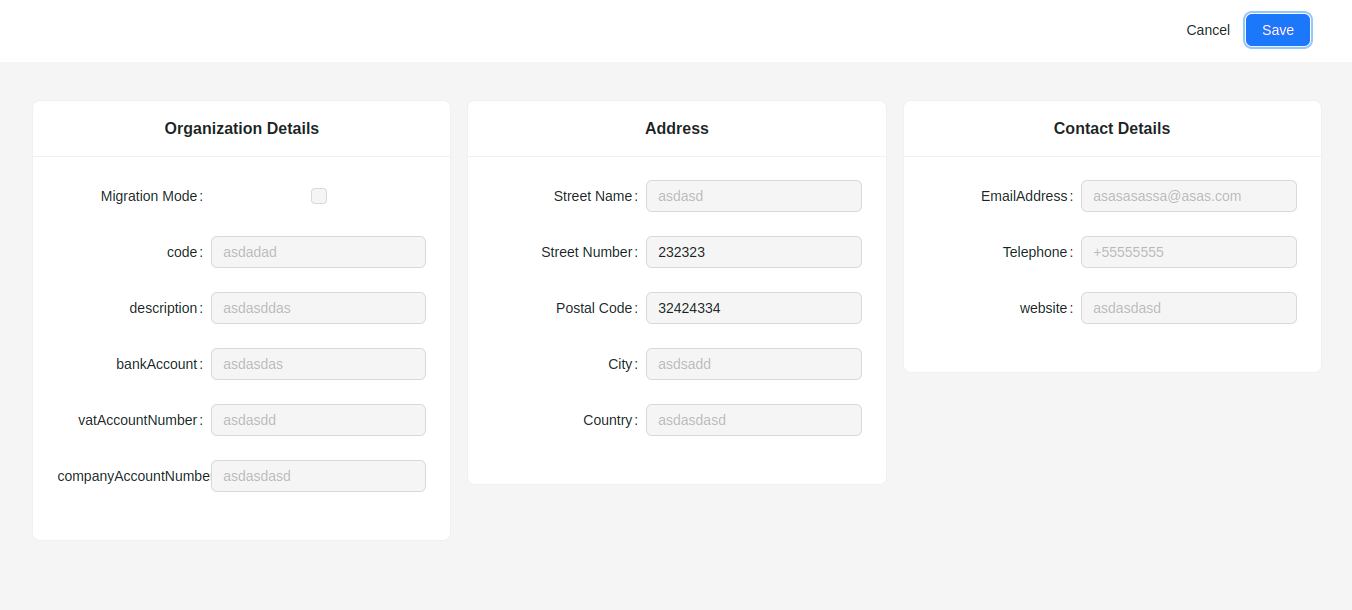 Cancel Save
Organization Details
Migration Mode:
code: asdadad
description: asdasddas
bankAccount: asdasdas
vatAccountNumber: asdasdd
companyAccountNumber asdasdasd
Address
Street Name: asdasd
Street Number: 232323
Postal Code: 32424334
City: asdsadd
Country: asdasdasd
Contact Details
EmailAddress: asasasassa@asas.com
Telephone: +55555555
website: asdasdasd